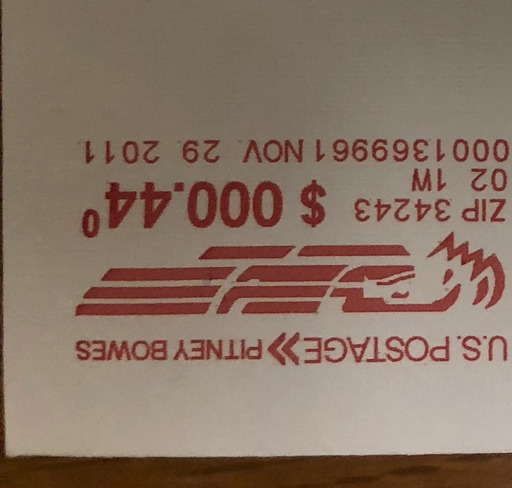 U.S. POSTAGE >> PITNEY BOWES
ZIP 34243 $ 000.44⁰
02 1W
0001369961 NOV. 29 2011